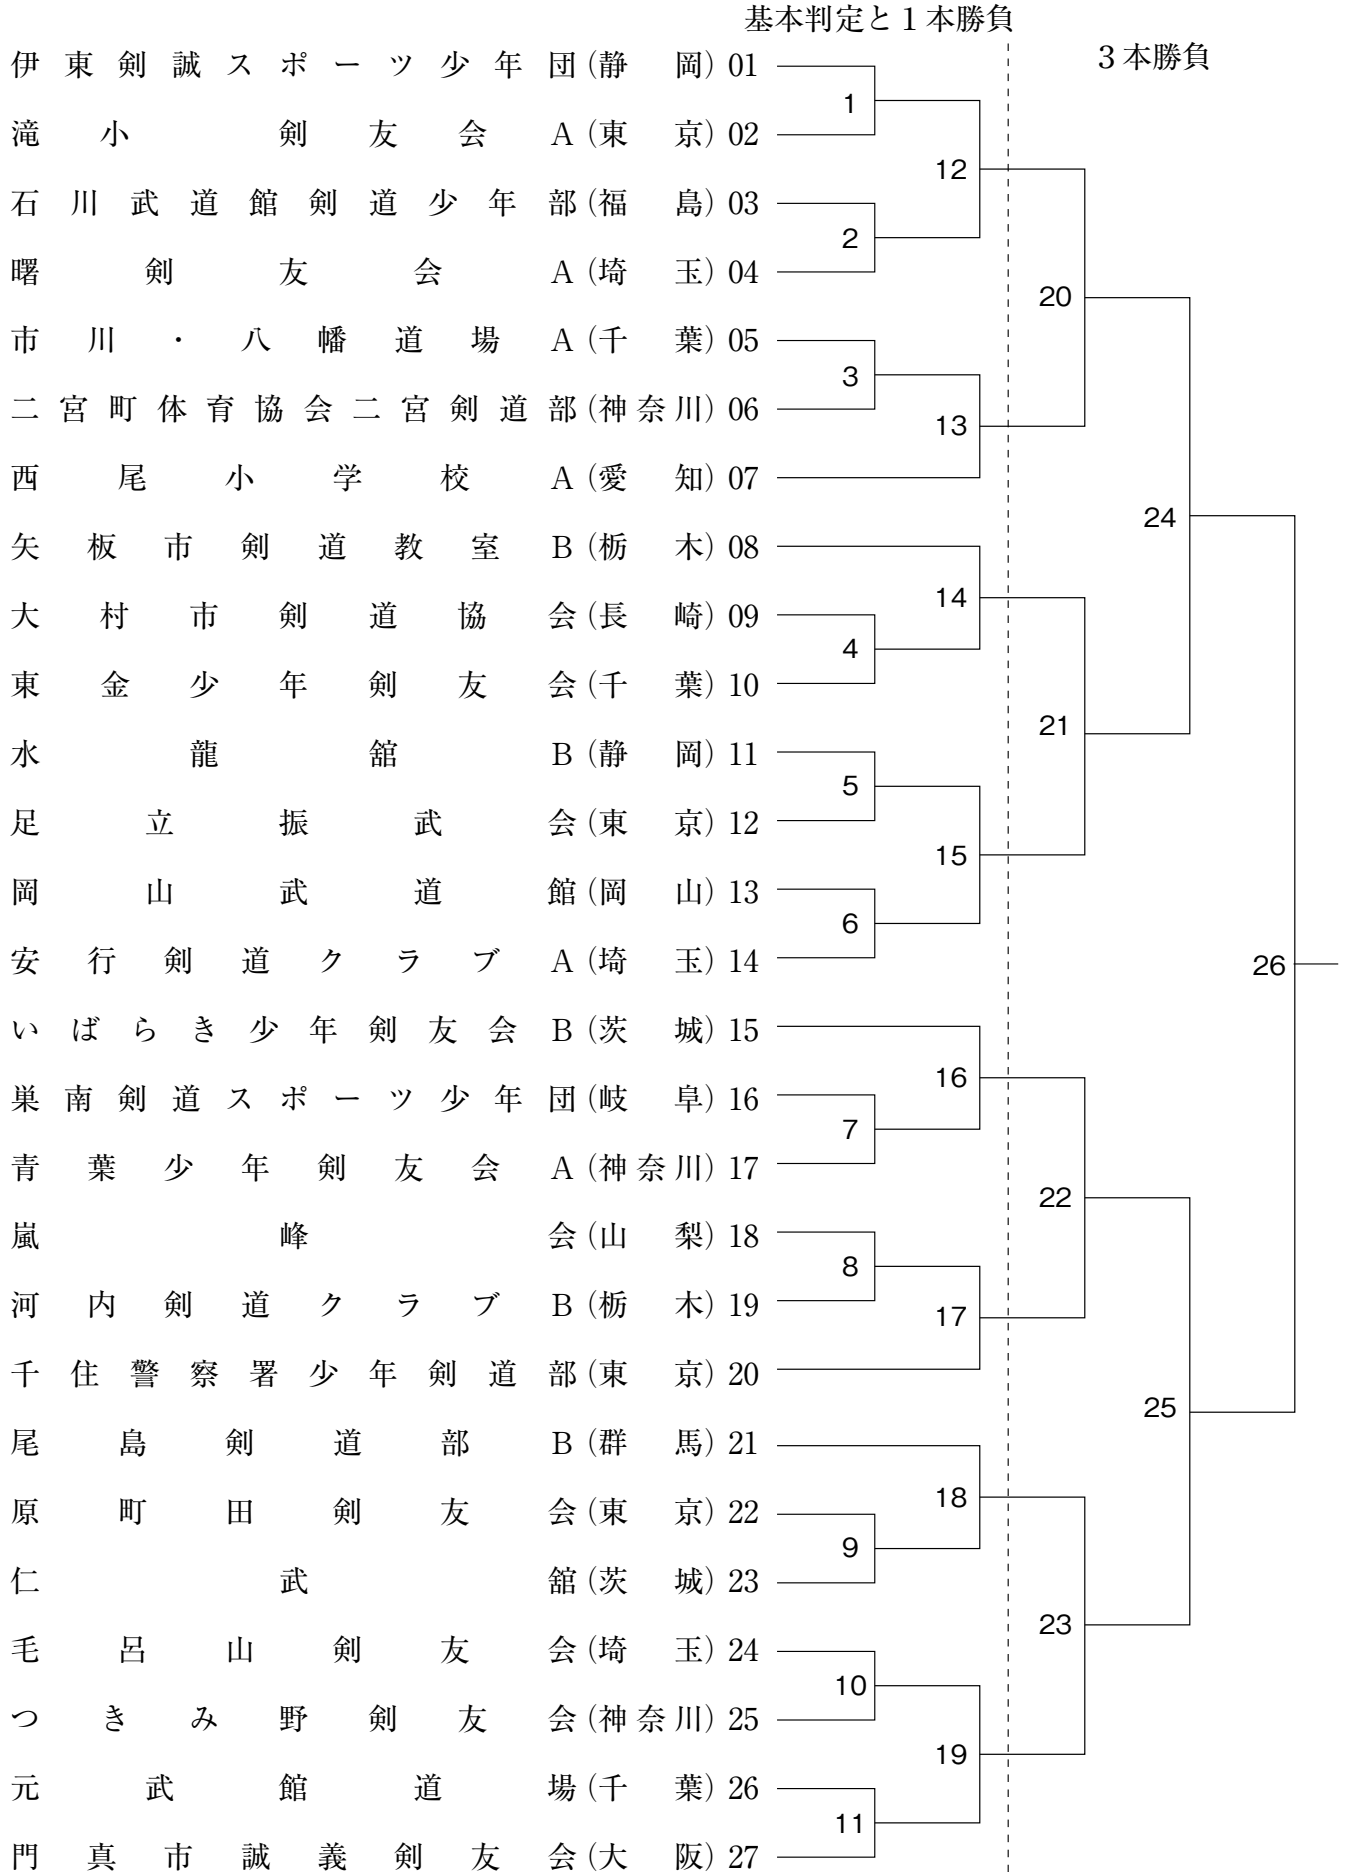 基本判定と1本勝負
3本勝負
伊東剣誠スポーツ少年団(静岡)01
滝小剣友会A(東京)02
石川武道館剣道少年部(福島)03
曙剣友会A(埼玉)04
市川・八幡道場A(千葉)05
二宮町体育協会二宮剣道部(神奈川)06
西尾小学校A(愛知)07
矢板市剣道教室B(栃木)08
大村市剣道協会(長崎)09
東金少年剣友会(千葉)10
水龍舘B(静岡)11
足立振武会(東京)12
岡山武道館(岡山)13
安行剣道クラブA(埼玉)14
いばらき少年剣友会B(茨城)15
巣南剣道スポーツ少年団(岐阜)16
青葉少年剣友会A(神奈川)17
嵐峰会(山梨)18
河内剣道クラブB(栃木)19
千住警察署少年剣道部(東京)20
尾島剣道部B(群馬)21
原町田剣友会(東京)22
仁武舘(茨城)23
毛呂山剣友会(埼玉)24
つきみ野剣友会(神奈川)25
元武館道場(千葉)26
門真市誠義剣友会(大阪)27
1
2
3
4
5
6
7
8
9
10
11
12
13
14
15
16
17
18
19
20
21
22
23
24
25
26